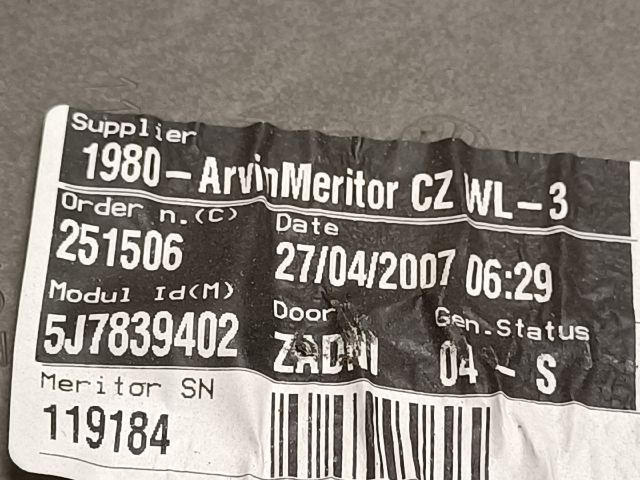 Supplier
1980-ArvinMeritor CZ WL-3
Order n.(C)
251506
Date
27/04/2007 06:29
Modul Id(M)
5J7839402
Door
ZADNI
Gen.Status
04 - S
Meritor SN
119184